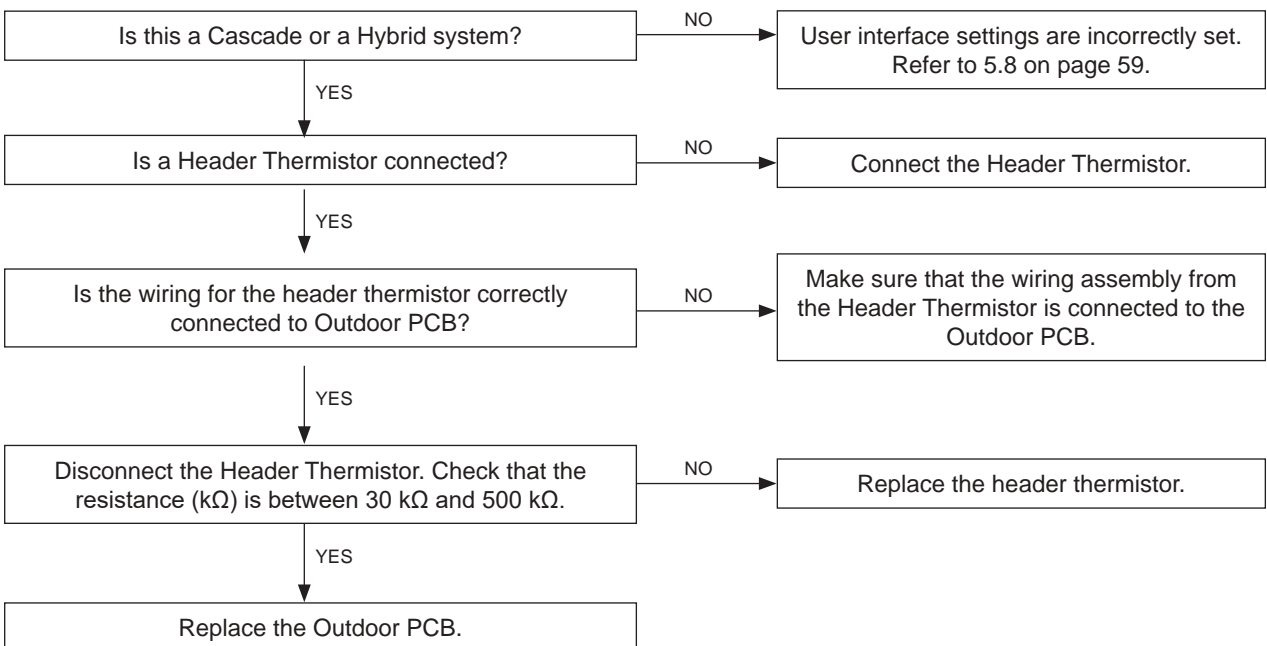 Is this a Cascade or a Hybrid system?
NO
User interface settings are incorrectly set.
Refer to 5.8 on page 59.
YES
Is a Header Thermistor connected?
NO
Connect the Header Thermistor.
YES
Is the wiring for the header thermistor correctly
connected to Outdoor PCB?
NO
Make sure that the wiring assembly from
the Header Thermistor is connected to the
Outdoor PCB.
YES
Disconnect the Header Thermistor. Check that the
resistance (kΩ) is between 30 kΩ and 500 kΩ.
NO
Replace the header thermistor.
YES
Replace the Outdoor PCB.